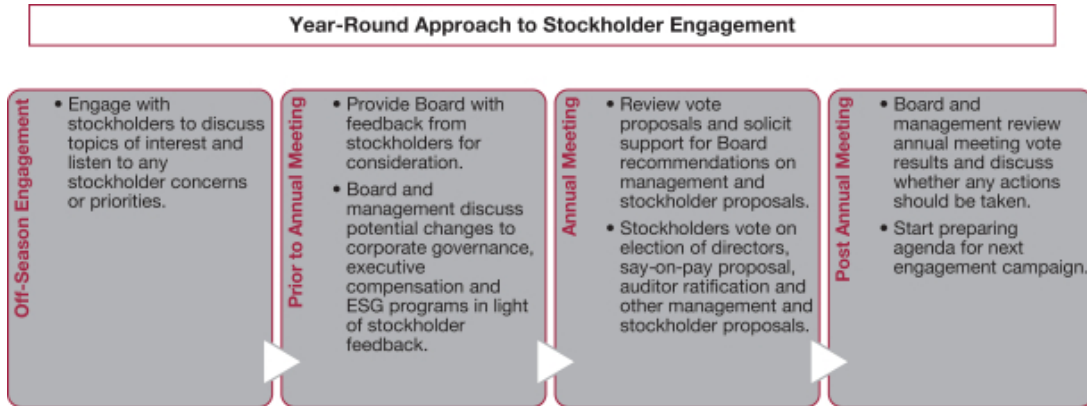 Year-Round Approach to Stockholder Engagement
Off-Season Engagement
• Engage with
stockholders to discuss
topics of interest and
listen to any
stockholder concerns
or priorities.
Prior to Annual Meeting
• Provide Board with
feedback from
stockholders for
consideration.
• Board and
management discuss
potential changes to
corporate governance,
executive
compensation and
ESG programs in light
of stockholder
feedback.
Annual Meeting
• Review vote
proposals and solicit
support for Board
recommendations on
management and
stockholder proposals.
• Stockholders vote on
election of directors,
say-on-pay proposal,
auditor ratification and
other management and
stockholder proposals.
Post Annual Meeting
• Board and
management review
annual meeting vote
results and discuss
whether any actions
should be taken.
• Start preparing
agenda for next
engagement campaign.